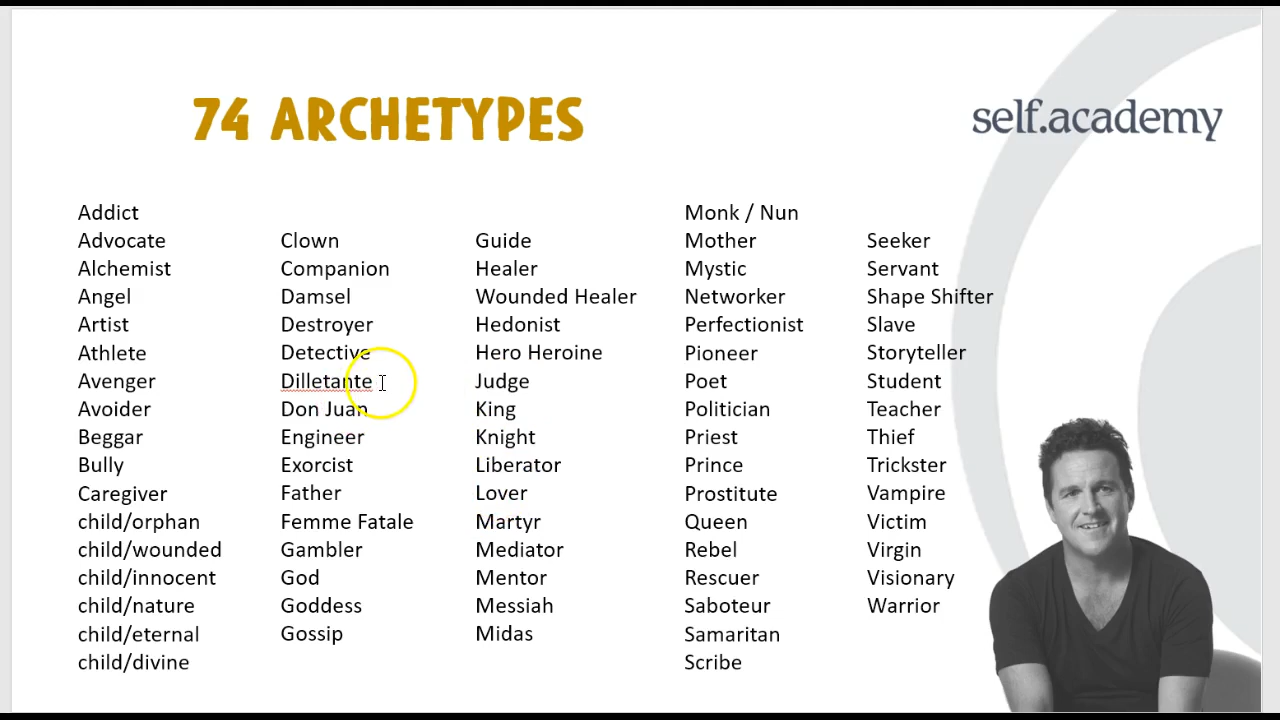 74 ARCHETYPES
self.academy
Addict
Advocate
Alchemist
Angel
Artist
Athlete
Avenger
Avoider
Beggar
Bully
Caregiver
child/orphan
child/wounded
child/innocent
child/nature
child/eternal
child/divine
Clown
Companion
Damsel
Destroyer
Detective
Dilletante
Don Juan
Engineer
Exorcist
Father
Femme Fatale
Gambler
God
Goddess
Gossip
Guide
Healer
Wounded Healer
Hedonist
Hero Heroine
Judge
King
Knight
Liberator
Lover
Martyr
Mediator
Mentor
Messiah
Midas
Monk / Nun
Mother
Mystic
Networker
Perfectionist
Pioneer
Poet
Politician
Priest
Prince
Prostitute
Queen
Rebel
Rescuer
Saboteur
Samaritan
Scribe
Seeker
Servant
Shape Shifter
Slave
Storyteller
Student
Teacher
Thief
Trickster
Vampire
Victim
Virgin
Visionary
Warrior